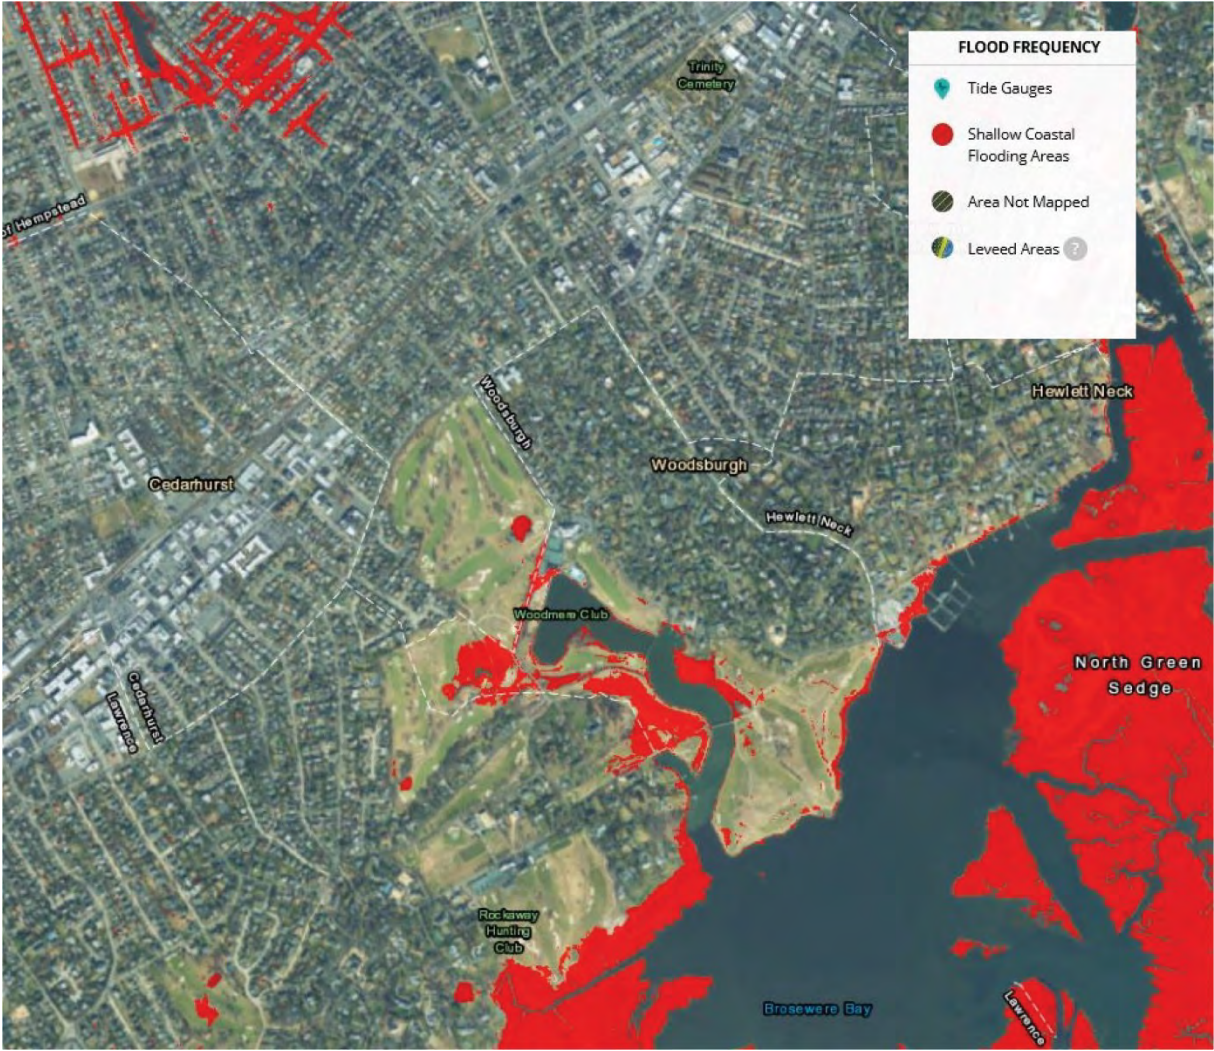 FLOOD FREQUENCY
Tide Gauges
Shallow Coastal
Flooding Areas
Area Not Mapped
Leveed Areas ?
Trinity
Cemetery
of Hempstead
Hewlett Neck
Woodsburgh
Woodsburgh
Cedarhurst
Hewlett Neck
Woodmere Club
North Green
Sedge
Cedarhurst
Lawrence
Rockaway
Hunting
Club
Brosewere Bay
Lawrence